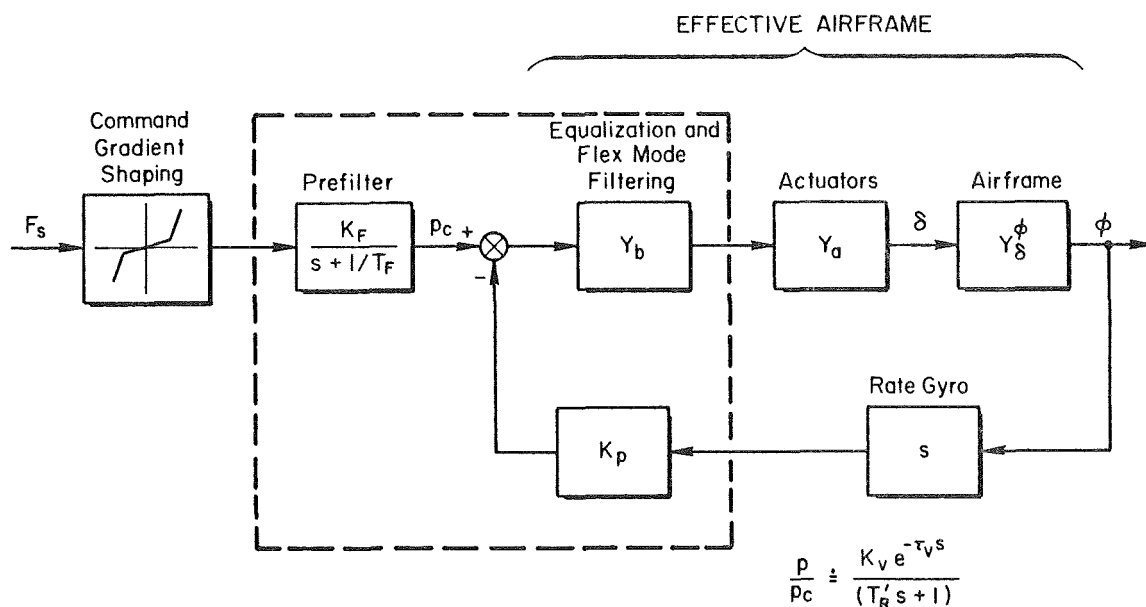 EFFECTIVE AIRFRAME
Command
Gradient
Shaping
Equalization and
Flex Mode
Filtering
Prefilter
Actuators
Airframe
F_s
K_F
s + 1/T_F
p_c
+
-
Y_b
Y_a
δ
Y_δ^ϕ
ϕ
Rate Gyro
K_p
s
p/p_c ≐ K_V e^{-τ_V s}/(T_R' s + 1)